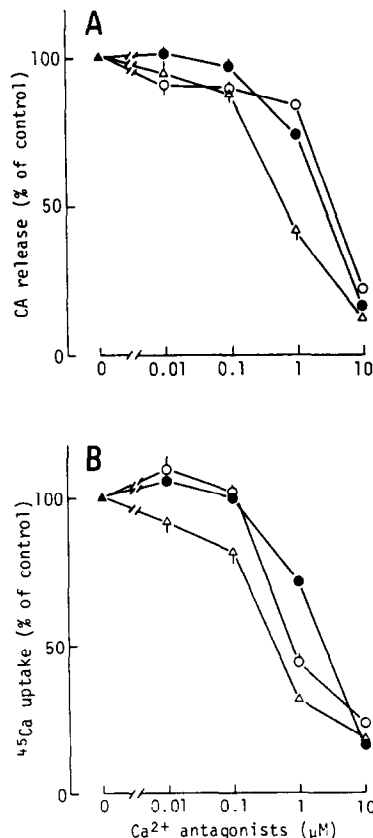 A
100
50
0
CA release (% of control)
0 0.01 0.1 1 10
B
100
50
0
⁴⁵Ca uptake (% of control)
0 0.01 0.1 1 10
Ca²⁺ antagonists (μM)